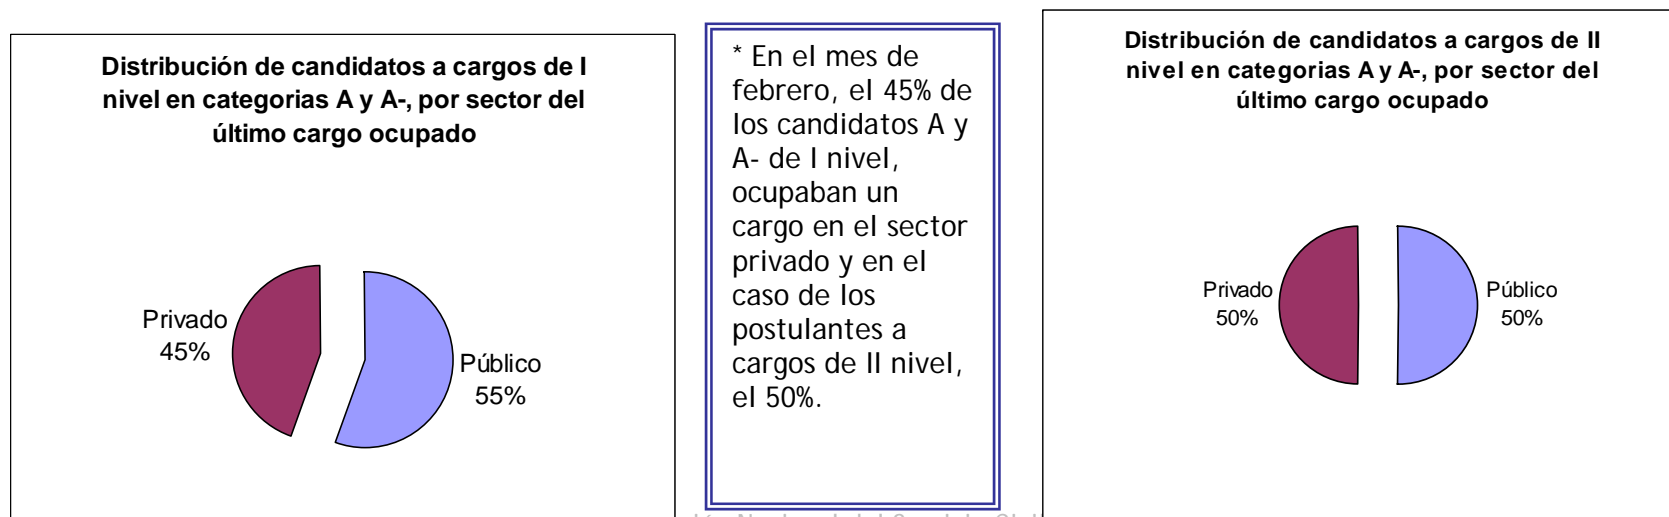 Distribución de candidatos a cargos de I
nivel en categorias A y A-, por sector del
último cargo ocupado
Privado
45%
Público
55%
* En el mes de
febrero, el 45% de
los candidatos A y
A- de I nivel,
ocupaban un
cargo en el sector
privado y en el
caso de los
postulantes a
cargos de II nivel,
el 50%.
Distribución de candidatos a cargos de II
nivel en categorias A y A-, por sector del
último cargo ocupado
Privado
50%
Público
50%